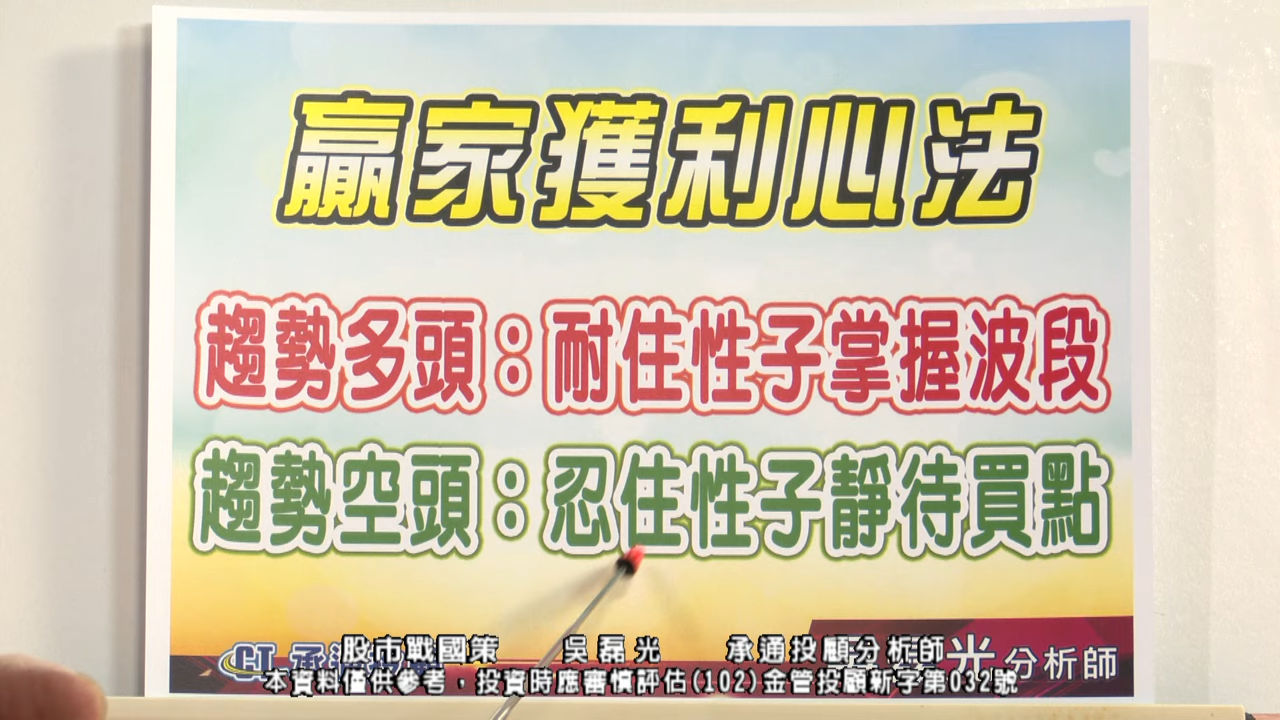 贏家獲利心法
趨勢多頭：耐住性子掌握波段
趨勢空頭：忍住性子靜待買點
股市戰國策 吳磊光 承通投顧分析師
光分析師
本資料僅供參考，投資時應審慎評估(102)金管投顧新字第032號